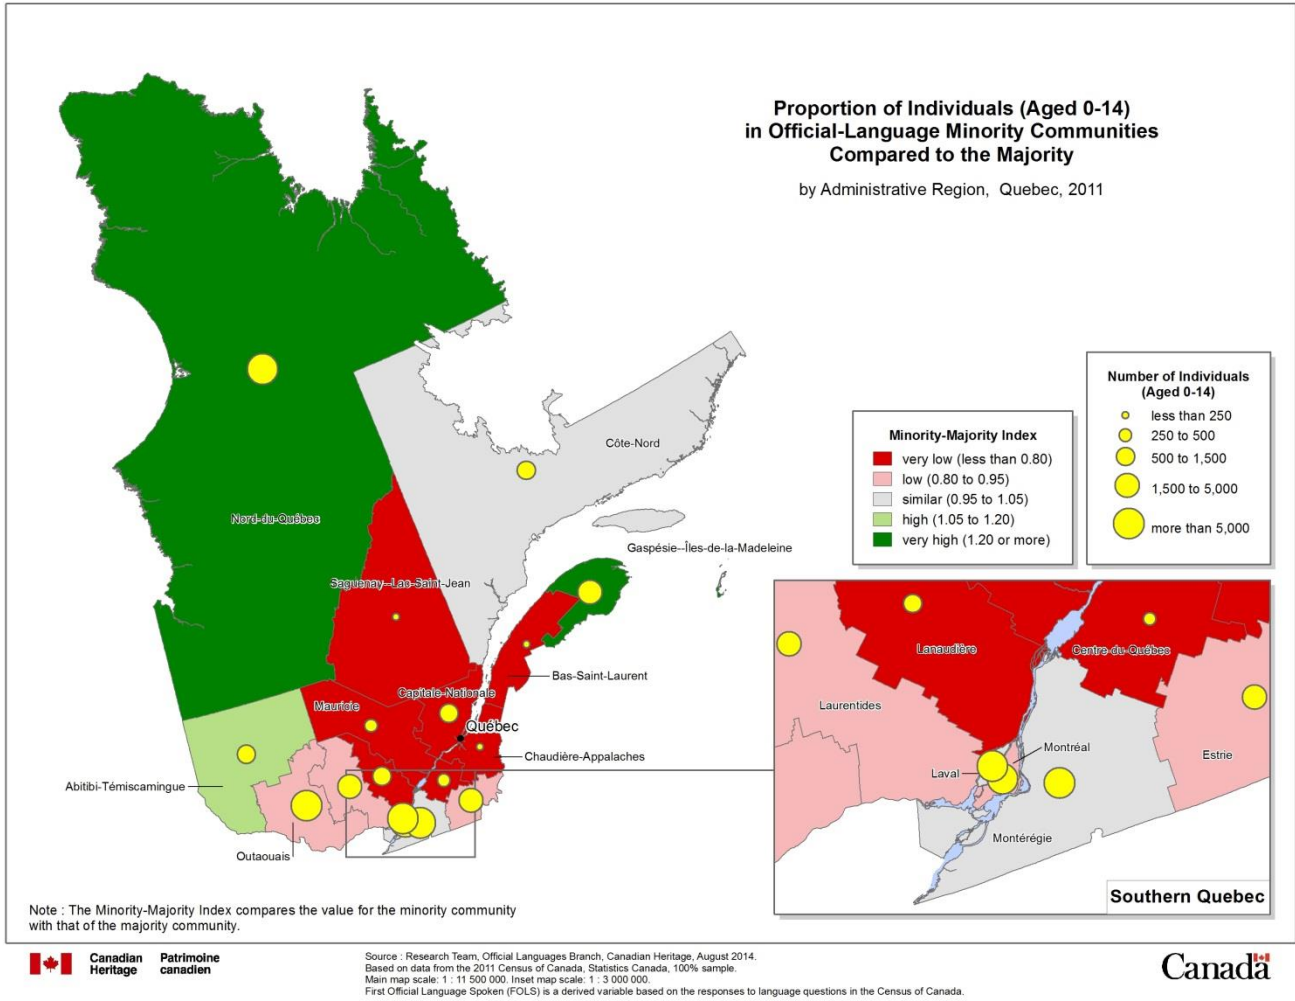 Proportion of Individuals (Aged 0-14)
in Official-Language Minority Communities
Compared to the Majority
by Administrative Region, Quebec, 2011
Number of Individuals
(Aged 0-14)
less than 250
250 to 500
500 to 1,500
1,500 to 5,000
more than 5,000
Minority-Majority Index
very low (less than 0.80)
low (0.80 to 0.95)
similar (0.95 to 1.05)
high (1.05 to 1.20)
very high (1.20 or more)
Côte-Nord
Nord-du-Québec
Gaspésie--Îles-de-la-Madeleine
Saguenay--Lac-Saint-Jean
Bas-Saint-Laurent
Capitale-Nationale
Mauricie
Québec
Chaudière-Appalaches
Abitibi-Témiscamingue
Outaouais
Lanaudière
Centre-du-Québec
Laurentides
Montréal
Laval
Estrie
Montérégie
Southern Quebec
Note : The Minority-Majority Index compares the value for the minority community
with that of the majority community.
Canadian Patrimoine
Heritage canadien
Source : Research Team, Official Languages Branch, Canadian Heritage, August 2014.
Based on data from the 2011 Census of Canada, Statistics Canada, 100% sample.
Main map scale: 1 : 11 500 000. Inset map scale: 1 : 3 000 000.
First Official Language Spoken (FOLS) is a derived variable based on the responses to language questions in the Census of Canada.
Canada